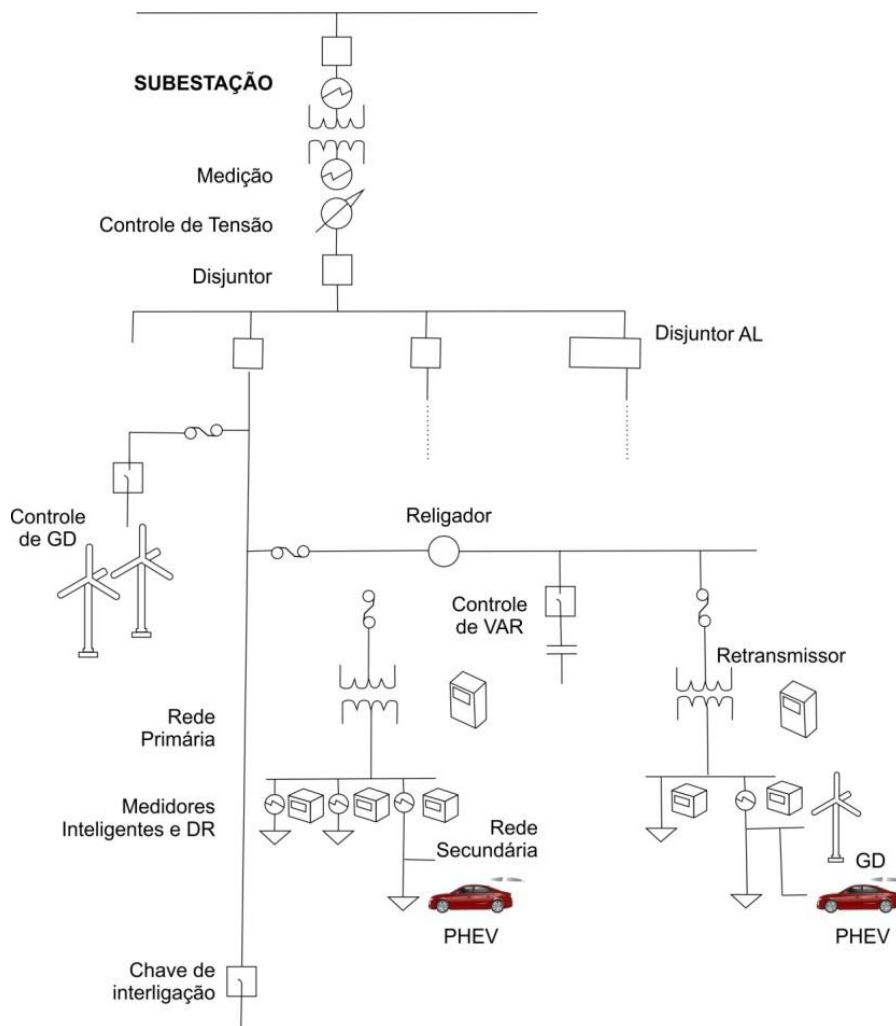 SUBESTAÇÃO
Medição
Controle de Tensão
Disjuntor
Disjuntor AL
Controle
de GD
Religador
Controle
de VAR
Retransmissor
Rede
Primária
Medidores
Inteligentes e DR
Rede
Secundária
GD
PHEV
PHEV
Chave de
interligação